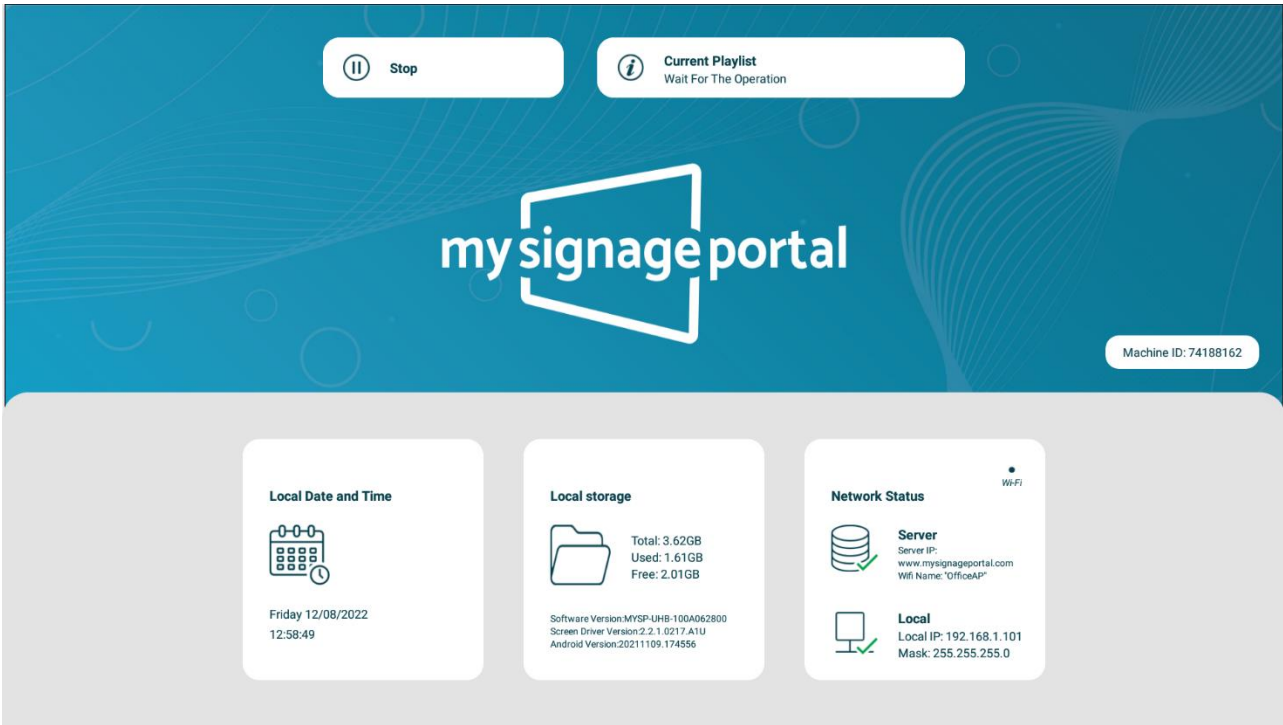 Stop
Current Playlist
Wait For The Operation
my signage portal
Machine ID: 74188162
Local Date and Time
Friday 12/08/2022
12:58:49
Local storage
Total: 3.62GB
Used: 1.61GB
Free: 2.01GB
Software Version:MYSP-UHB-100A062800
Screen Driver Version:2.2.1.0217.A1U
Android Version:20211109.174556
Wi-Fi
Network Status
Server
Server IP:
www.mysignageportal.com
Wifi Name: "OfficeAP"
Local
Local IP: 192.168.1.101
Mask: 255.255.255.0